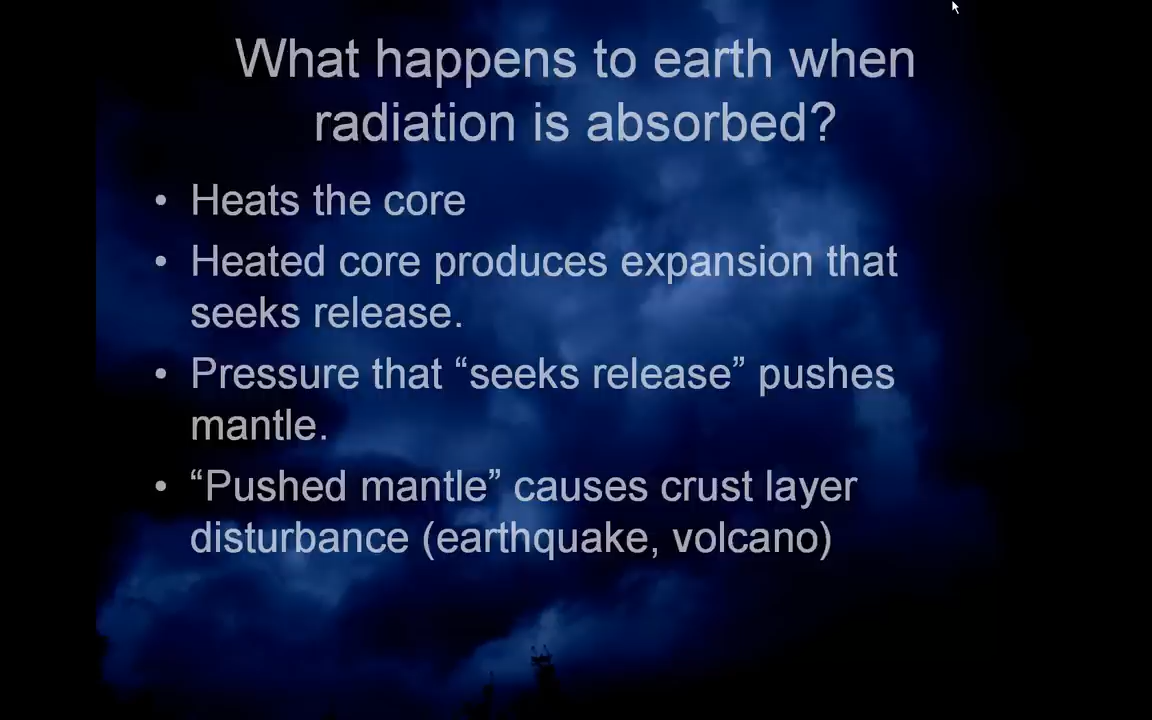 What happens to earth when
radiation is absorbed?
• Heats the core
• Heated core produces expansion that
seeks release.
• Pressure that “seeks release” pushes
mantle.
• “Pushed mantle” causes crust layer
disturbance (earthquake, volcano)